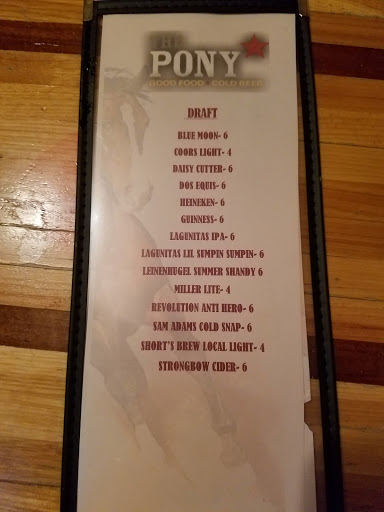 THE
PONY
GOOD FOOD COLD BEER
DRAFT
BLUE MOON- 6
COORS LIGHT- 4
DAISY CUTTER- 6
DOS EQUIS- 6
HEINEKEN- 6
GUINNESS- 6
LAGUNITAS IPA- 6
LAGUNITAS LIL SUMPIN SUMPIN- 6
LEINENHUGEL SUMMER SHANDY 6
MILLER LITE- 4
REVOLUTION ANTI HERO- 6
SAM ADAMS COLD SNAP- 6
SHORT'S BREW LOCAL LIGHT- 4
STRONGBOW CIDER- 6